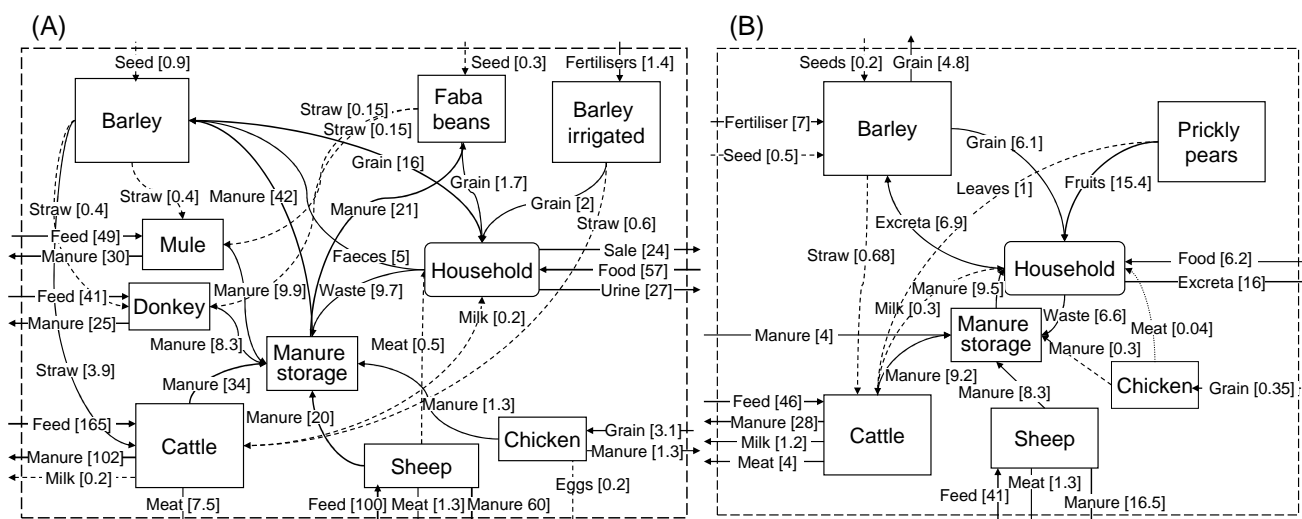 (A)
Seed [0.9]
Seed [0.3]
Fertilisers [1.4]
Barley
Faba
beans
Barley
irrigated
Straw [0.15]
Straw [0.15]
Grain [16]
Straw [0.4]
Manure [42]
Grain [1.7]
Manure [21]
Grain [2]
Straw [0.4]
Straw [0.6]
Feed [49]
Mule
Manure [30]
Faeces [5]
Household
Sale [24]
Food [57]
Urine [27]
Feed [41]
Donkey
Manure [9.9]
Waste [9.7]
Manure [25]
Milk [0.2]
Manure [8.3]
Manure
storage
Meat [0.5]
Straw [3.9]
Manure [34]
Manure [20]
Manure [1.3]
Feed [165]
Cattle
Chicken
Grain [3.1]
Manure [1.3]
Manure [102]
Milk [0.2]
Sheep
Eggs [0.2]
Meat [7.5]
Feed [100]
Meat [1.3]
Manure 60]
(B)
Seeds [0.2]
Grain [4.8]
Barley
Prickly
pears
Fertiliser [7]
Grain [6.1]
Seed [0.5]
Leaves [1]
Fruits [15.4]
Excreta [6.9]
Straw [0.68]
Household
Food [6.2]
Excreta [16]
Manure [9.5]
Milk [0.3]
Waste [6.6]
Manure [4]
Manure
storage
Meat [0.04]
Manure [0.3]
Manure [9.2]
Manure [8.3]
Chicken
Grain [0.35]
Feed [46]
Manure [28]
Cattle
Milk [1.2]
Meat [4]
Sheep
Feed [41]
Meat [1.3]
Manure [16.5]